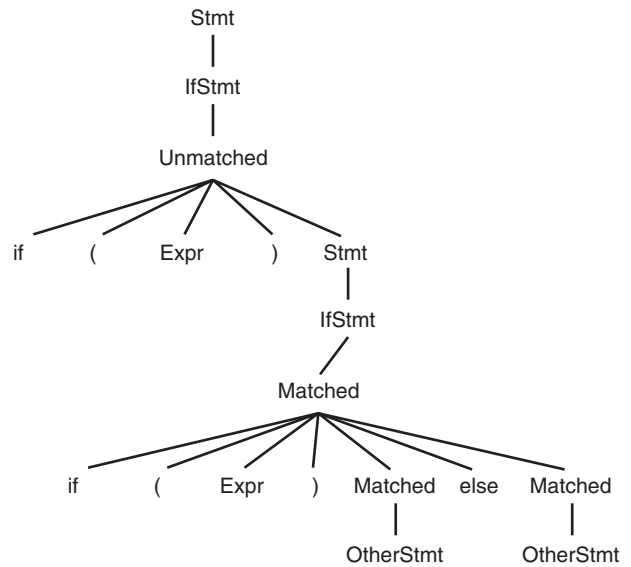 Stmt
IfStmt
Unmatched
if ( Expr ) Stmt
IfStmt
Matched
if ( Expr ) Matched else Matched
OtherStmt OtherStmt